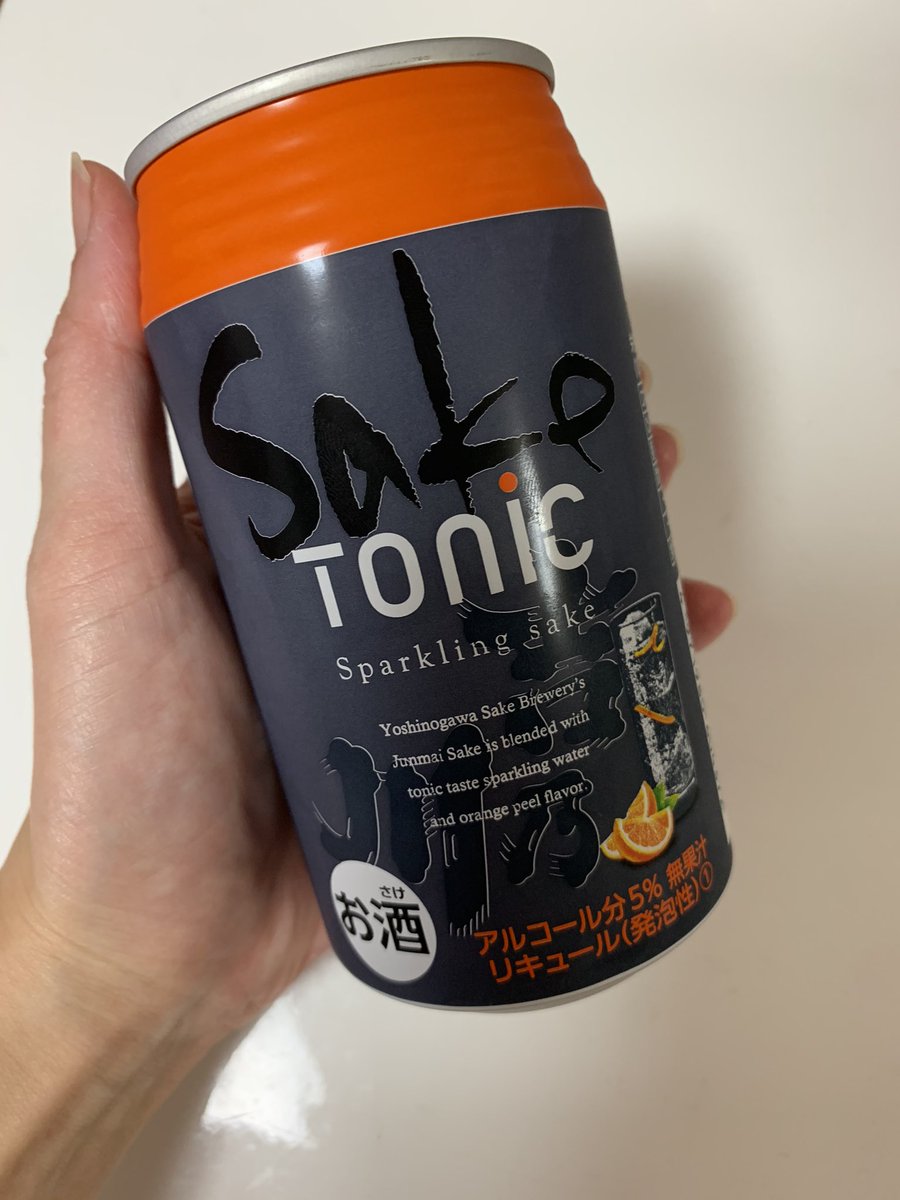 Sake
Tonic
Sparkling sake
Yoshinogawa Sake Brewery's
Junmai Sake is blended with
tonic taste sparkling water
and orange peel flavor.
さけ
お酒
アルコール分5% 無果汁
リキュール(発泡性)①